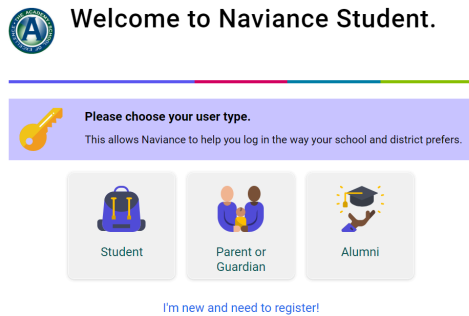 Welcome to Naviance Student.
Please choose your user type.
This allows Naviance to help you log in the way your school and district prefers.
Student
Parent or
Guardian
Alumni
I'm new and need to register!